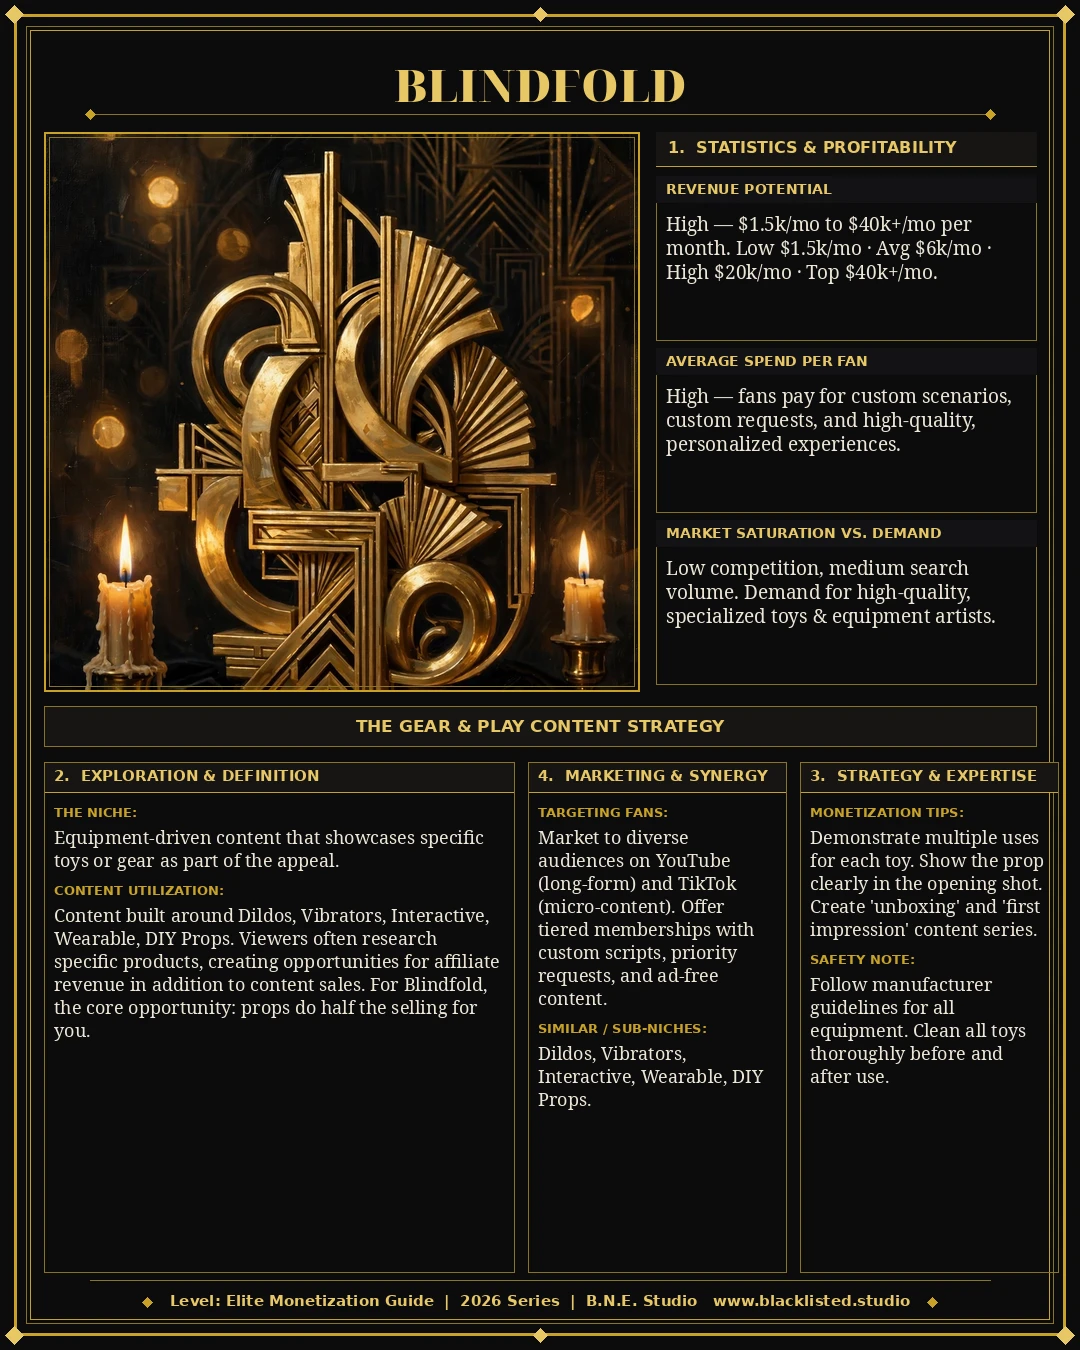 BLINDFOLD
1. STATISTICS & PROFITABILITY
REVENUE POTENTIAL
High — $1.5k/mo to $40k+/mo per
month. Low $1.5k/mo · Avg $6k/mo ·
High $20k/mo · Top $40k+/mo.
AVERAGE SPEND PER FAN
High — fans pay for custom scenarios,
custom requests, and high-quality,
personalized experiences.
MARKET SATURATION VS. DEMAND
Low competition, medium search
volume. Demand for high-quality,
specialized toys & equipment artists.
THE GEAR & PLAY CONTENT STRATEGY
2. EXPLORATION & DEFINITION
THE NICHE:
Equipment-driven content that showcases specific
toys or gear as part of the appeal.
CONTENT UTILIZATION:
Content built around Dildos, Vibrators, Interactive,
Wearable, DIY Props. Viewers often research
specific products, creating opportunities for affiliate
revenue in addition to content sales. For Blindfold,
the core opportunity: props do half the selling for
you.
4. MARKETING & SYNERGY
TARGETING FANS:
Market to diverse
audiences on YouTube
(long-form) and TikTok
(micro-content). Offer
tiered memberships with
custom scripts, priority
requests, and ad-free
content.
SIMILAR / SUB-NICHES:
Dildos, Vibrators,
Interactive, Wearable, DIY
Props.
3. STRATEGY & EXPERTISE
MONETIZATION TIPS:
Demonstrate multiple uses
for each toy. Show the prop
clearly in the opening shot.
Create 'unboxing' and 'first
impression' content series.
SAFETY NOTE:
Follow manufacturer
guidelines for all
equipment. Clean all toys
thoroughly before and
after use.
Level: Elite Monetization Guide | 2026 Series | B.N.E. Studio www.blacklisted.studio